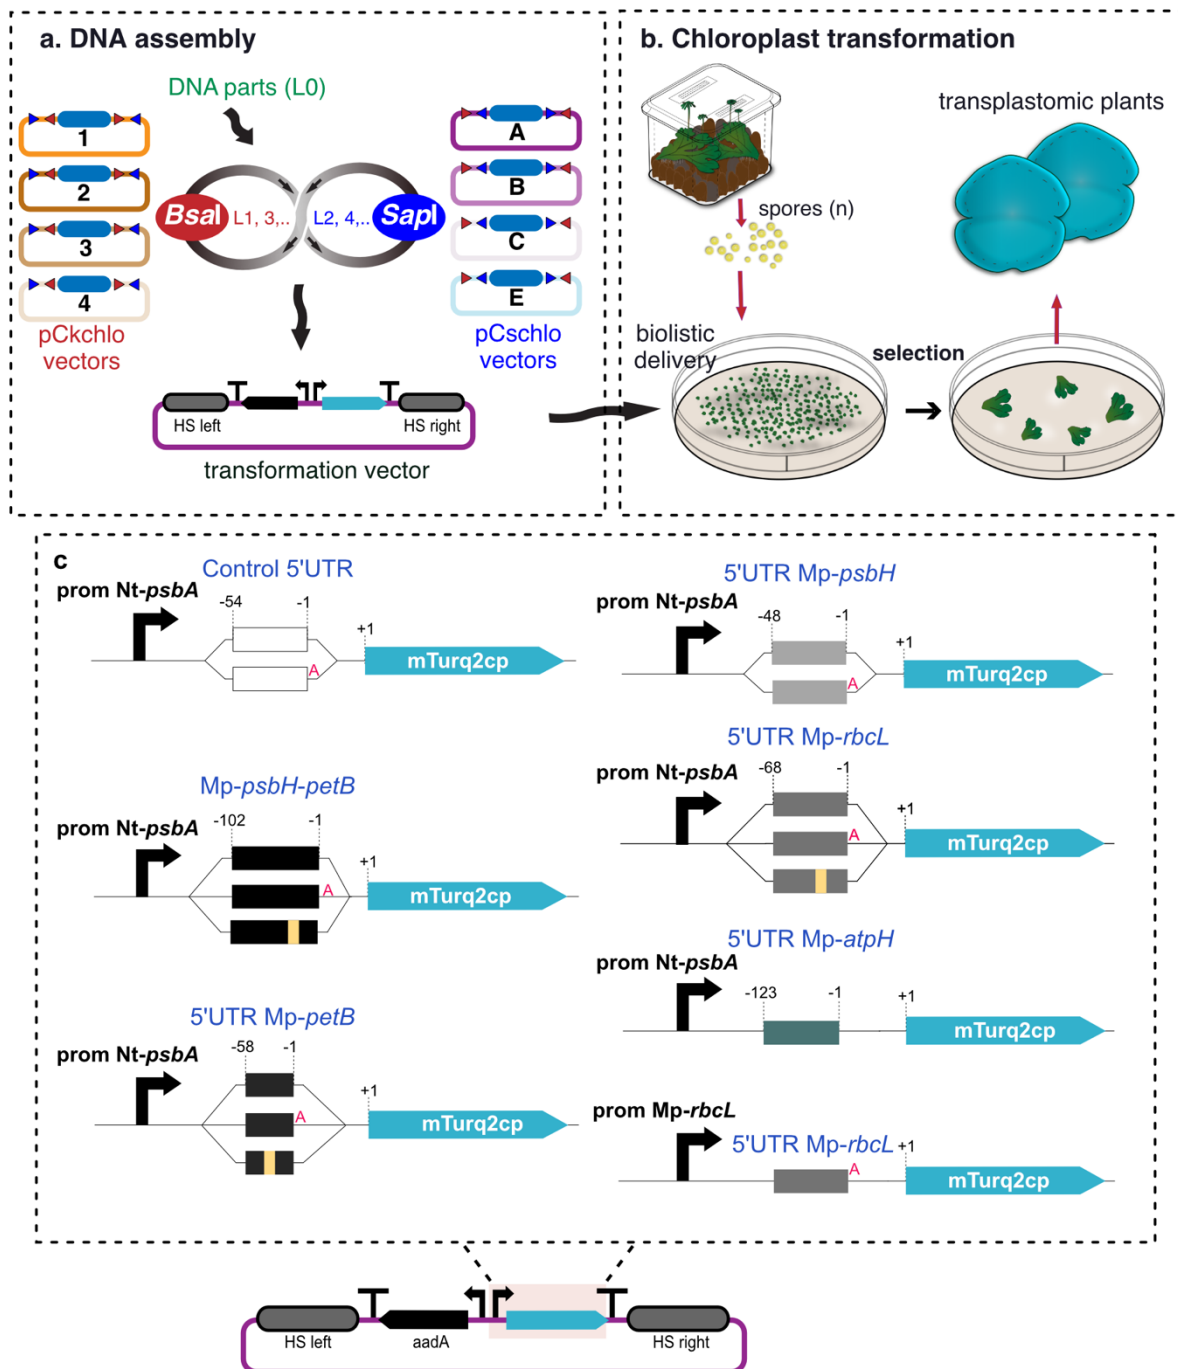 a. DNA assembly
DNA parts (L0)
1
2
3
4
pCkchlo
vectors
BsaI
L1, 3,..
L2, 4,..
SapI
A
B
C
E
pCschlo
vectors
HS left
HS right
transformation vector
b. Chloroplast transformation
transplastomic plants
spores (n)
biolistic
delivery
selection
c
Control 5'UTR
prom Nt-psbA
-54
-1
+1
A
mTurq2cp
Mp-psbH-petB
prom Nt-psbA
-102
-1
+1
A
mTurq2cp
5'UTR Mp-petB
prom Nt-psbA
-58
-1
+1
A
mTurq2cp
5'UTR Mp-psbH
prom Nt-psbA
-48
-1
+1
A
mTurq2cp
5'UTR Mp-rbcL
prom Nt-psbA
-68
-1
+1
A
mTurq2cp
5'UTR Mp-atpH
prom Nt-psbA
-123
-1
+1
mTurq2cp
prom Mp-rbcL
5'UTR Mp-rbcL
+1
A
mTurq2cp
HS left
aadA
HS right